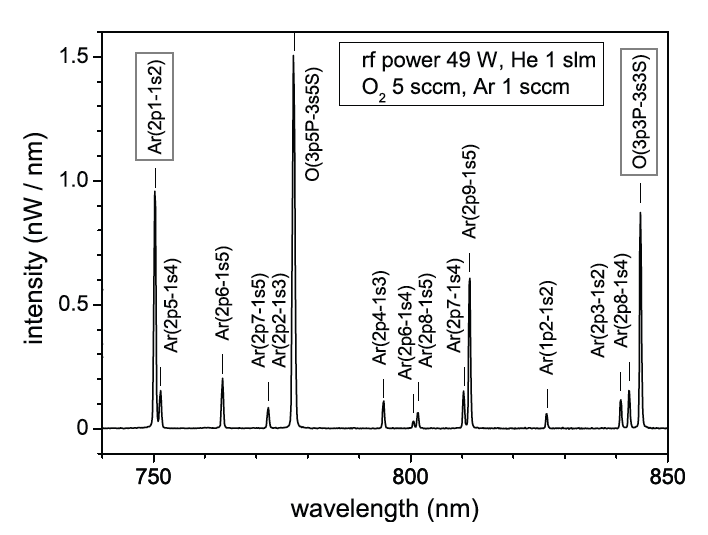 rf power 49 W, He 1 slm
O2 5 sccm, Ar 1 sccm
Ar(2p1-1s2)
Ar(2p5-1s4)
Ar(2p6-1s5)
Ar(2p7-1s5)
Ar(2p2-1s3)
O(3p5P-3s5S)
Ar(2p4-1s3)
Ar(2p6-1s4)
Ar(2p8-1s5)
Ar(2p7-1s4)
Ar(2p9-1s5)
Ar(1p2-1s2)
Ar(2p3-1s2)
Ar(2p8-1s4)
O(3p3P-3s3S)
intensity (nW / nm)
1.5
1.0
0.5
0
750
800
850
wavelength (nm)